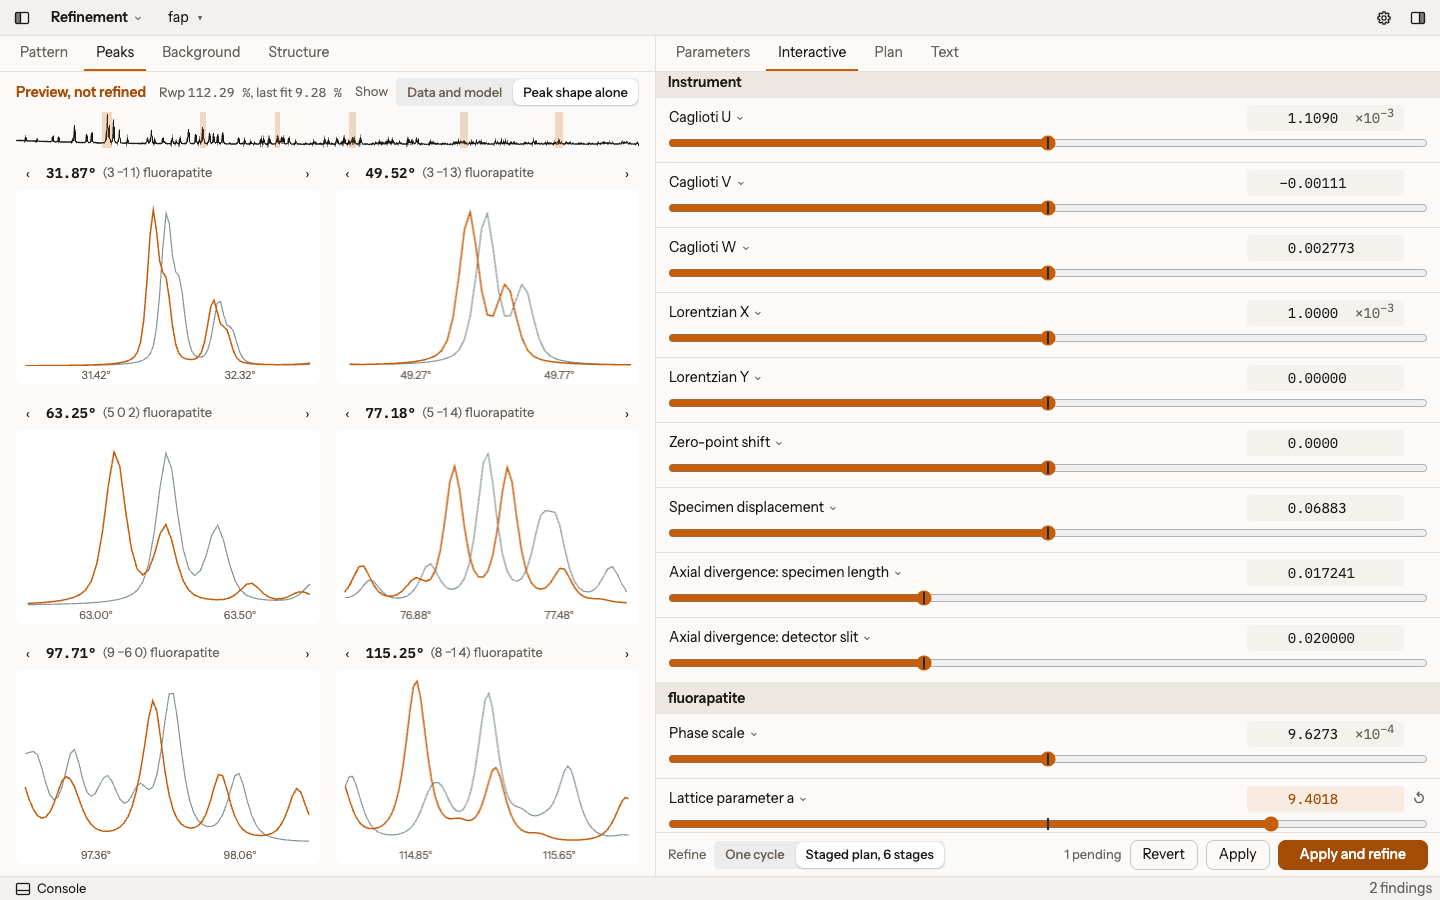 Refinement fap
Pattern Peaks Background Structure
Parameters Interactive Plan Text
Preview, not refined Rwp 112.29 %, last fit 9.28 % Show Data and model Peak shape alone
31.87° (3 -1 1) fluorapatite
49.52° (3 -1 3) fluorapatite
31.42° 32.32°
49.27° 49.77°
63.25° (5 0 2) fluorapatite
77.18° (5 -1 4) fluorapatite
63.00° 63.50°
76.88° 77.48°
97.71° (9 -6 0) fluorapatite
115.25° (8 -1 4) fluorapatite
97.36° 98.06°
114.85° 115.65°
Instrument
Caglioti U 1.1090 ×10⁻³
Caglioti V −0.00111
Caglioti W 0.002773
Lorentzian X 1.0000 ×10⁻³
Lorentzian Y 0.00000
Zero-point shift 0.0000
Specimen displacement 0.06883
Axial divergence: specimen length 0.017241
Axial divergence: detector slit 0.020000
fluorapatite
Phase scale 9.6273 ×10⁻⁴
Lattice parameter a 9.4018
Refine One cycle Staged plan, 6 stages 1 pending Revert Apply Apply and refine
Console 2 findings